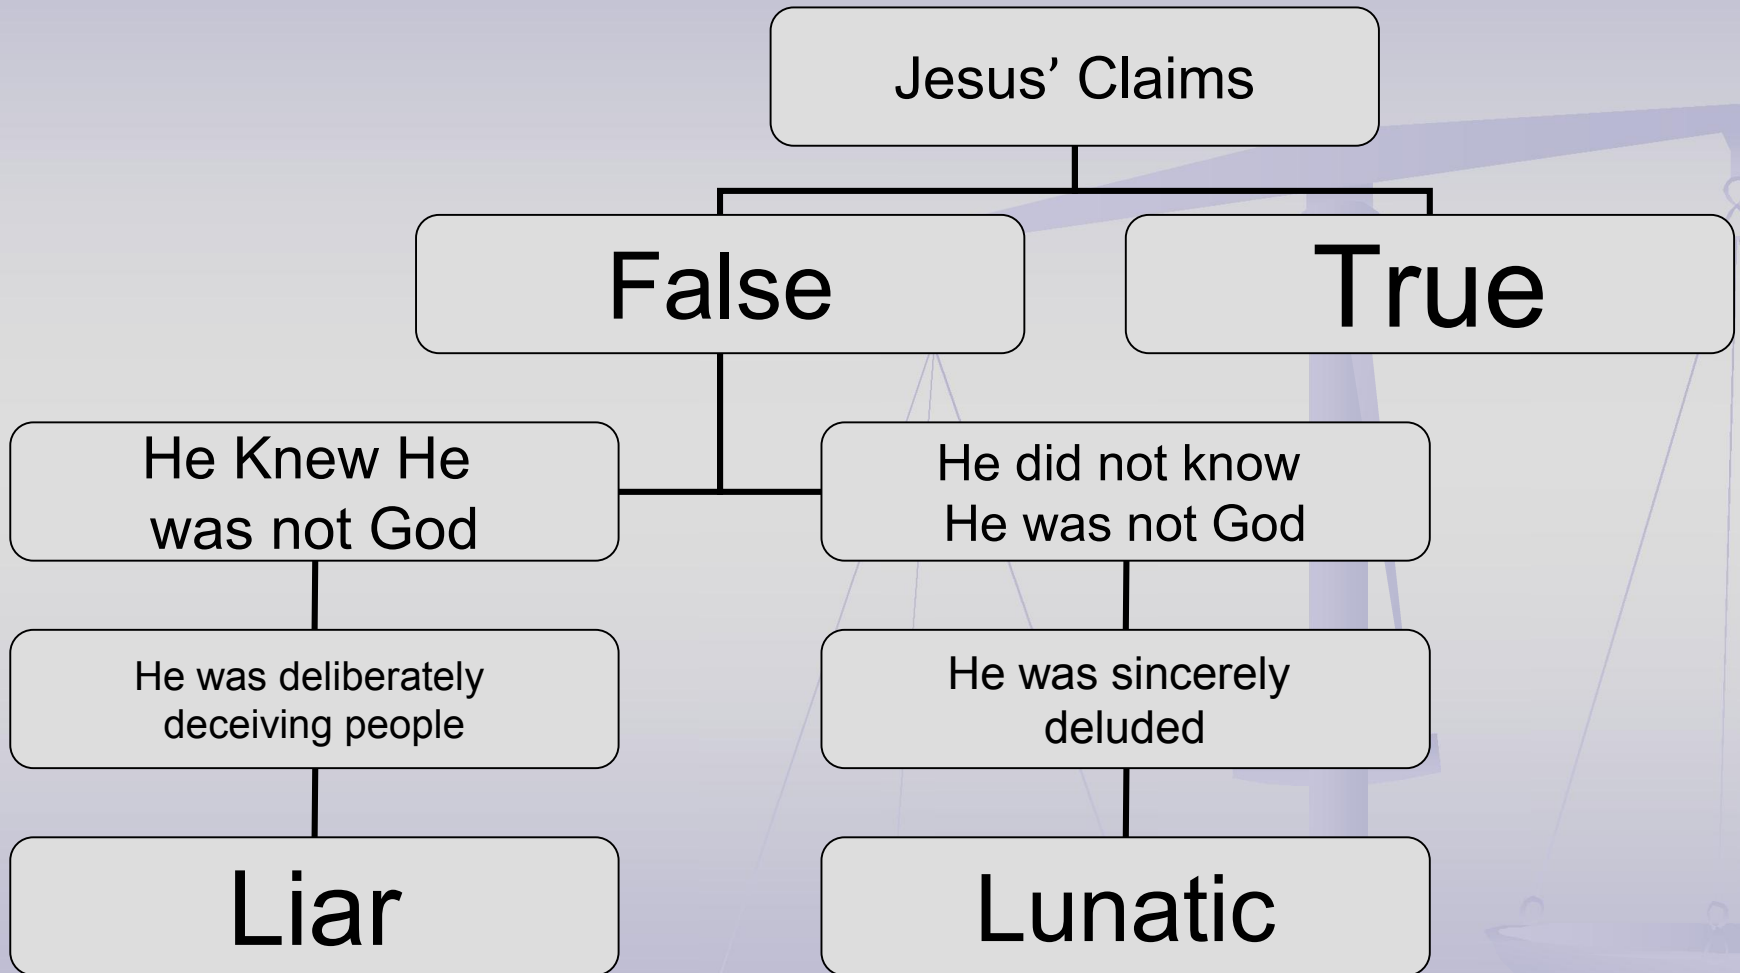 Jesus’ Claims
False
True
He Knew He
was not God
He did not know
He was not God
He was deliberately
deceiving people
He was sincerely
deluded
Liar
Lunatic